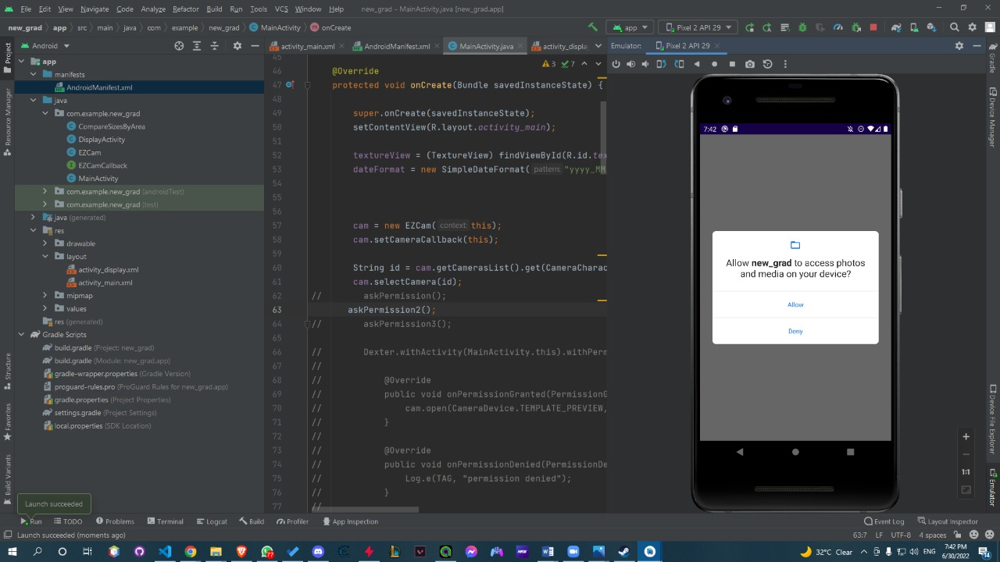 File Edit View Navigate Code Analyze Refactor Build Run Tools VCS Window Help new_grad - MainActivity.java [new_grad.app]
new_grad app src main java com example new_grad MainActivity onCreate app Pixel 2 API 29
Android activity_main.xml AndroidManifest.xml MainActivity.java activity_displa Emulator: Pixel 2 API 29
Project
Resource Manager
Structure
Favorites
Build Variants
app
manifests
AndroidManifest.xml
java
com.example.new_grad
CompareSizesByArea
DisplayActivity
EZCam
EZCamCallback
MainActivity
com.example.new_grad (androidTest)
com.example.new_grad (test)
java (generated)
res
drawable
layout
activity_display.xml
activity_main.xml
mipmap
values
res (generated)
Gradle Scripts
build.gradle (Project: new_grad)
build.gradle (Module: new_grad.app)
gradle-wrapper.properties (Gradle Version)
proguard-rules.pro (ProGuard Rules for new_grad.app)
gradle.properties (Project Properties)
settings.gradle (Project Settings)
local.properties (SDK Location)
3 7
45
46 @Override
47 protected void onCreate(Bundle savedInstanceState) {
48
49 super.onCreate(savedInstanceState);
50 setContentView(R.layout.activity_main);
51
52 textureView = (TextureView) findViewById(R.id.tex
53 dateFormat = new SimpleDateFormat( pattern: "yyyy_MM
54
55
56
57 cam = new EZCam( context: this);
58 cam.setCameraCallback(this);
59
60 String id = cam.getCamerasList().get(CameraCharac
61 cam.selectCamera(id);
62 // askPermission();
63 askPermission2();
64 // askPermission3();
65
66 // Dexter.withActivity(MainActivity.this).withPerm
67 //
68 // @Override
69 // public void onPermissionGranted(PermissionG
70 // cam.open(CameraDevice.TEMPLATE_PREVIEW,
71 // }
72 //
73 // @Override
74 // public void onPermissionDenied(PermissionDe
75 // Log.e(TAG, "permission denied");
76 // }
77 //
7:42
Allow new_grad to access photos
and media on your device?
Allow
Deny
1:1
Gradle
Device Manager
Device File Explorer
Emulator
Launch succeeded
Run TODO Problems Terminal Logcat Build Profiler App Inspection Event Log Layout Inspector
Launch succeeded (moments ago) 63:7 LF UTF-8 4 spaces
77 32°C Clear ENG 7:42 PM
6/30/2022